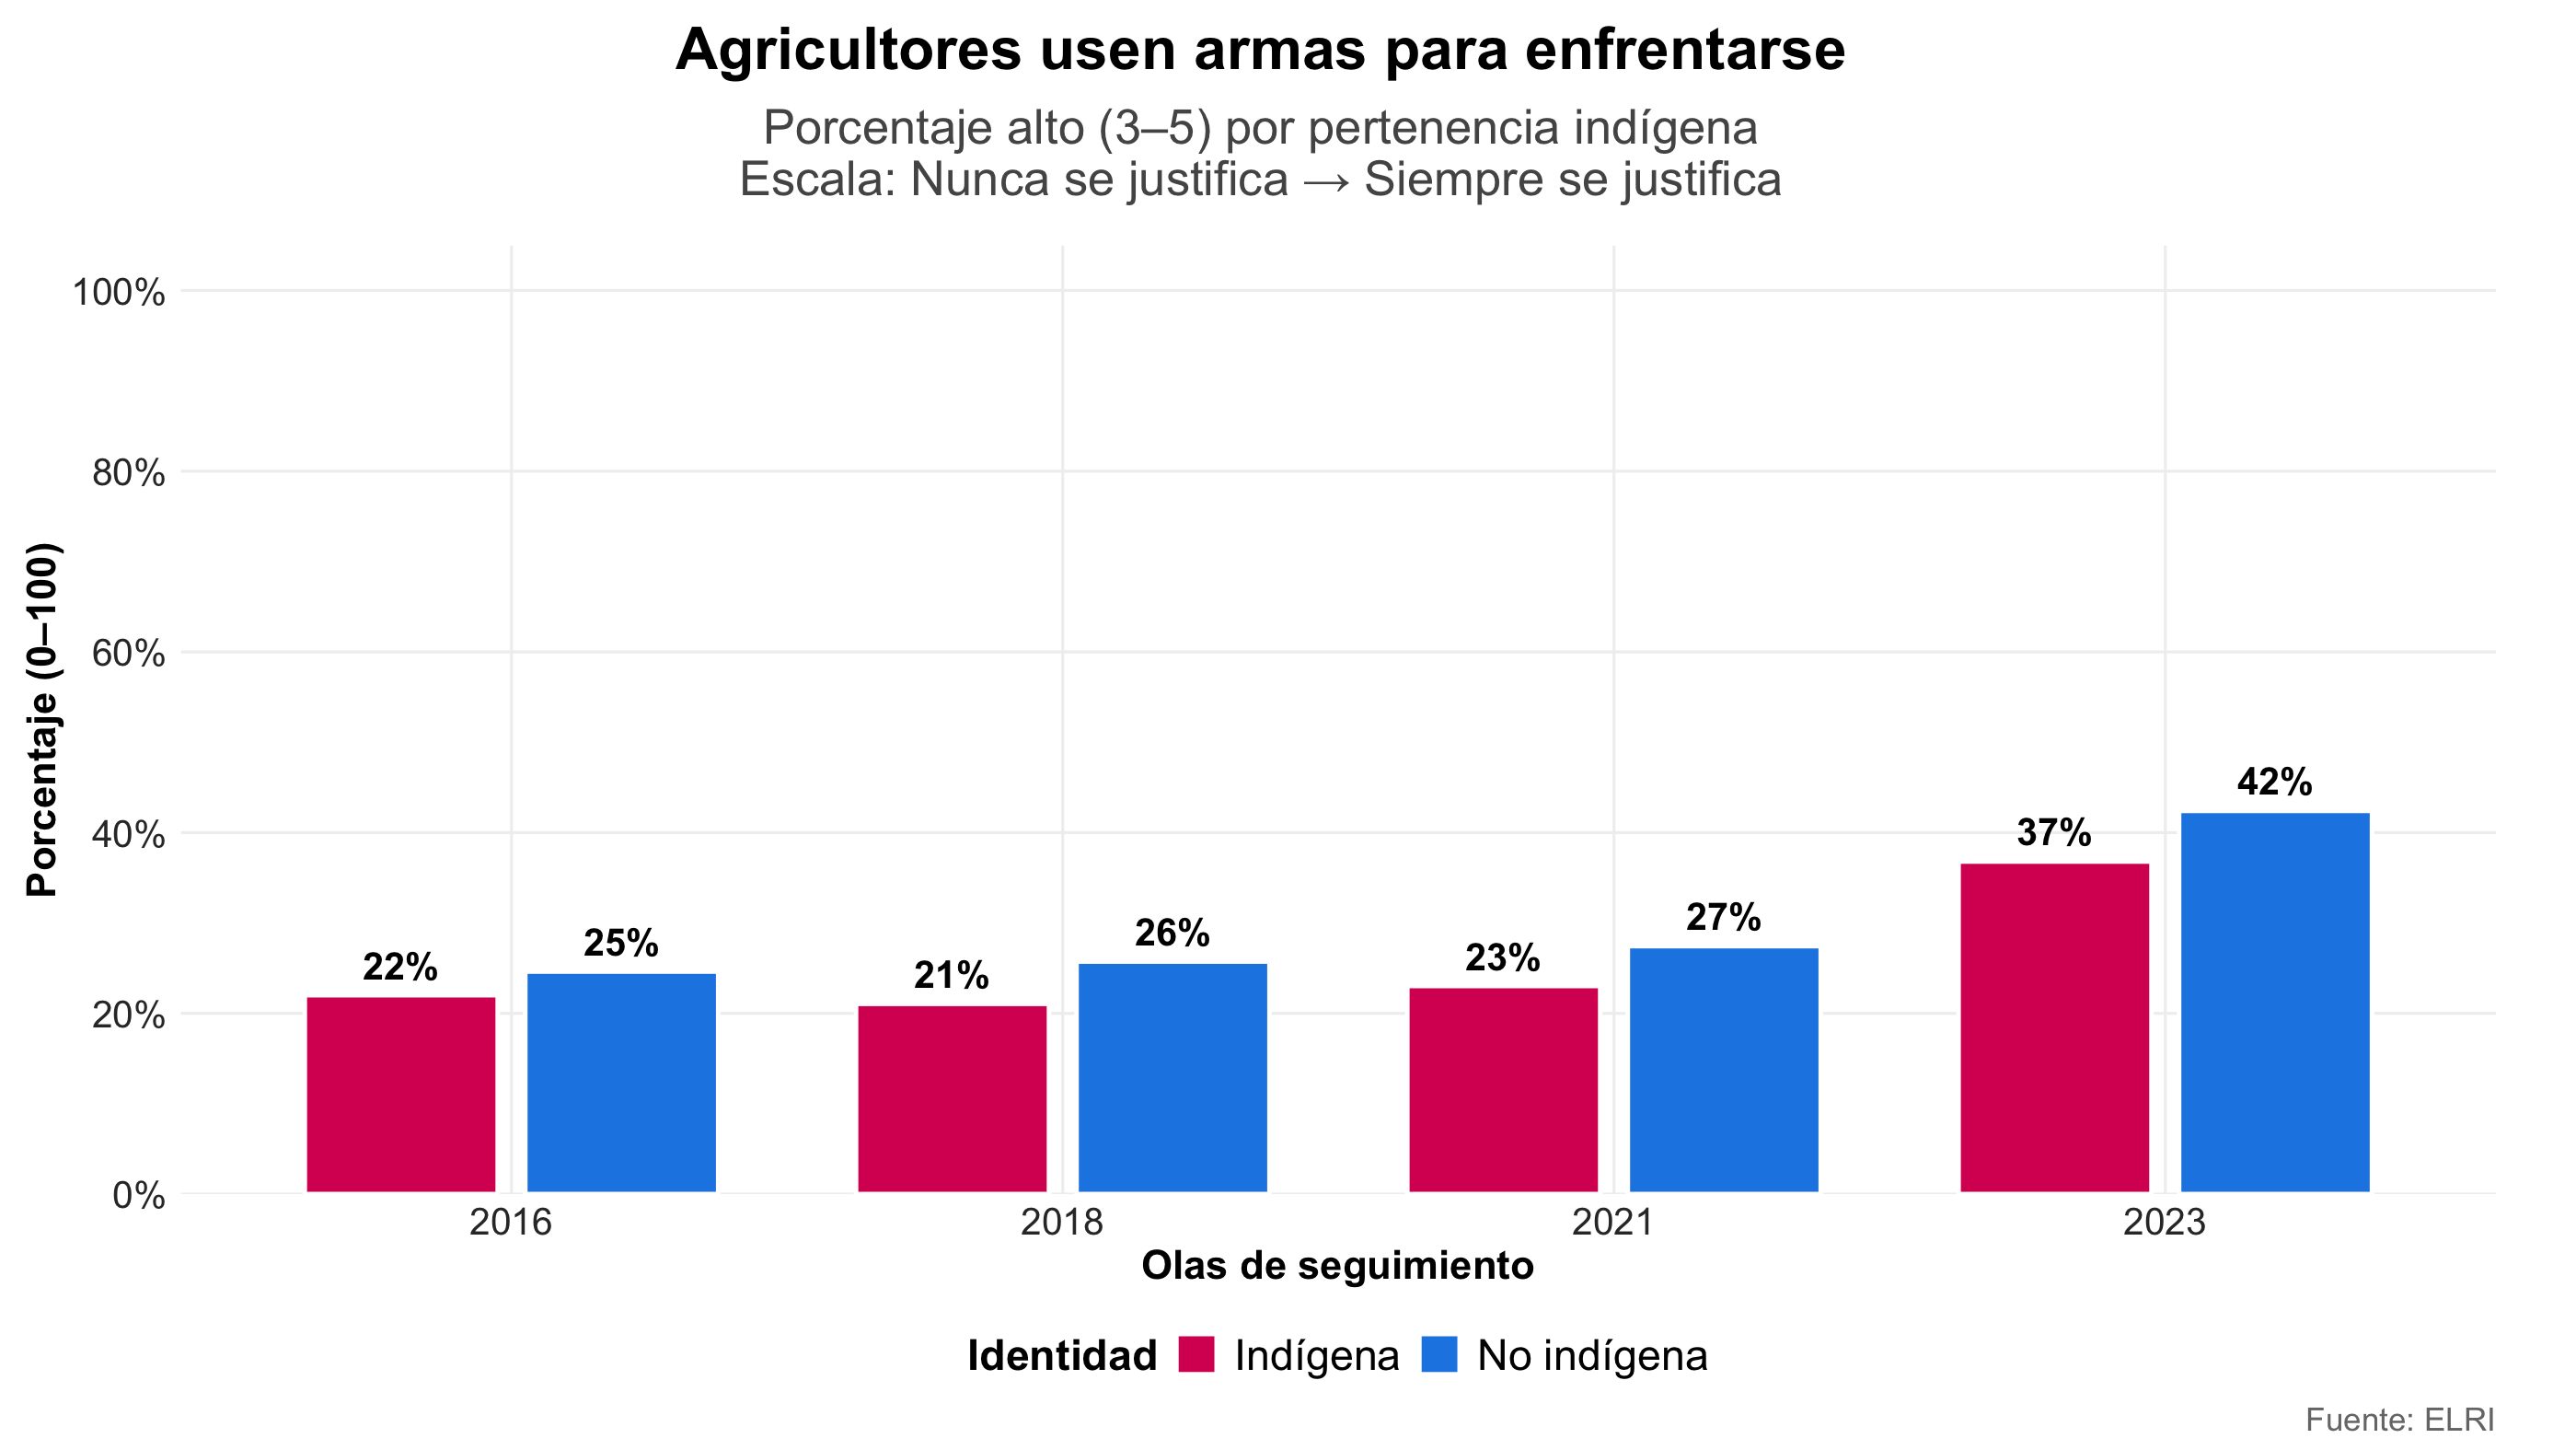 Agricultores usen armas para enfrentarse
Porcentaje alto (3–5) por pertenencia indígena
Escala: Nunca se justifica → Siempre se justifica
Porcentaje (0–100)
100%
80%
60%
40%
20%
0%
22%
25%
21%
26%
23%
27%
37%
42%
2016
2018
2021
2023
Olas de seguimiento
Identidad Indígena No indígena
Fuente: ELRI